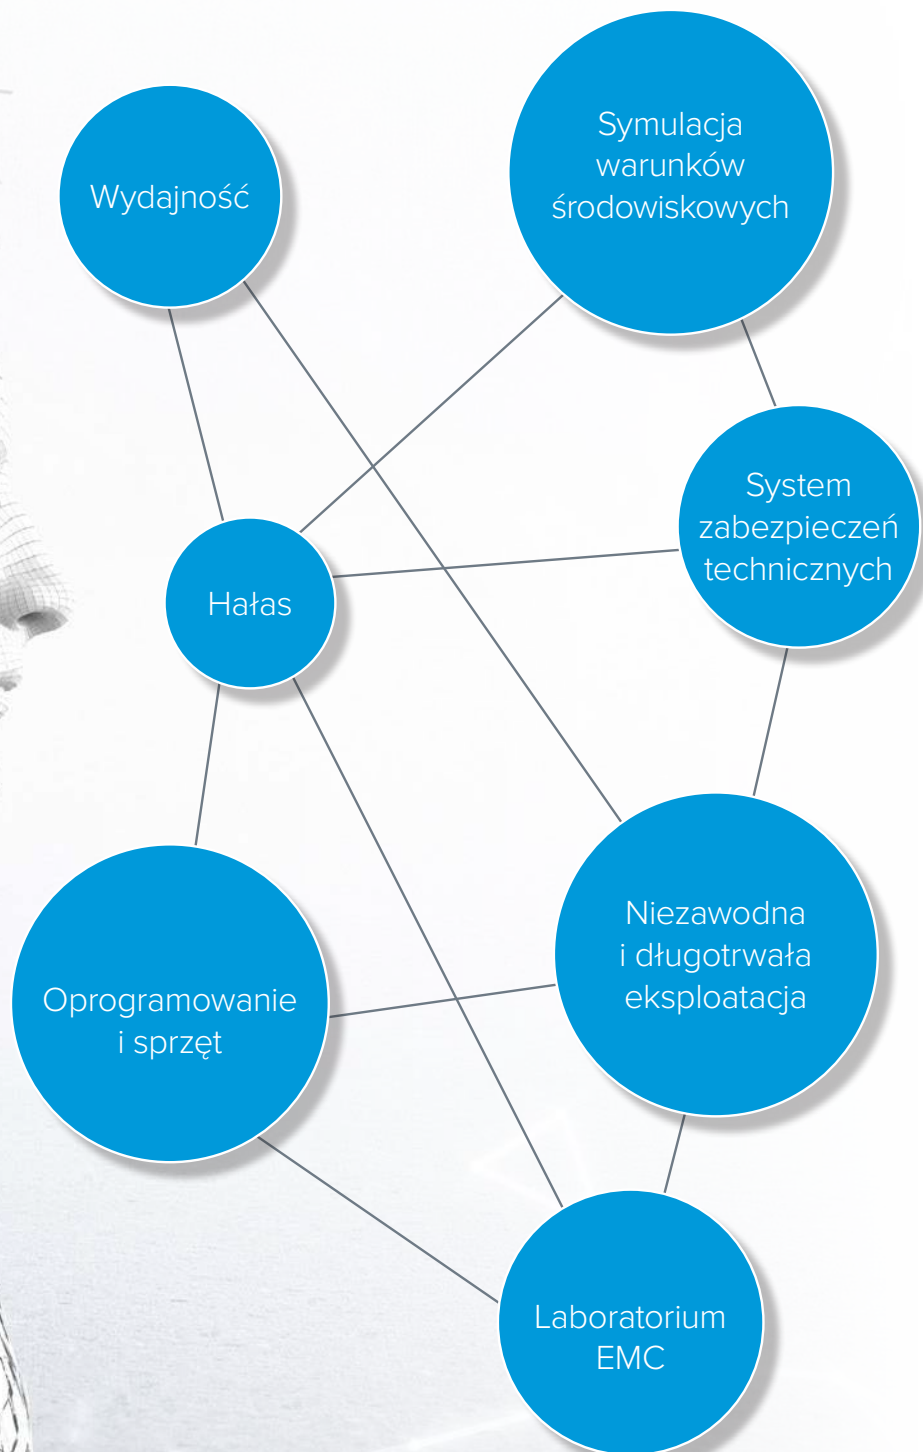 Wydajność
Symulacja
warunków
środowiskowych
System
zabezpieczeń
technicznych
Hałas
Niezawodna
i długotrwała
eksploatacja
Oprogramowanie
i sprzęt
Laboratorium
EMC